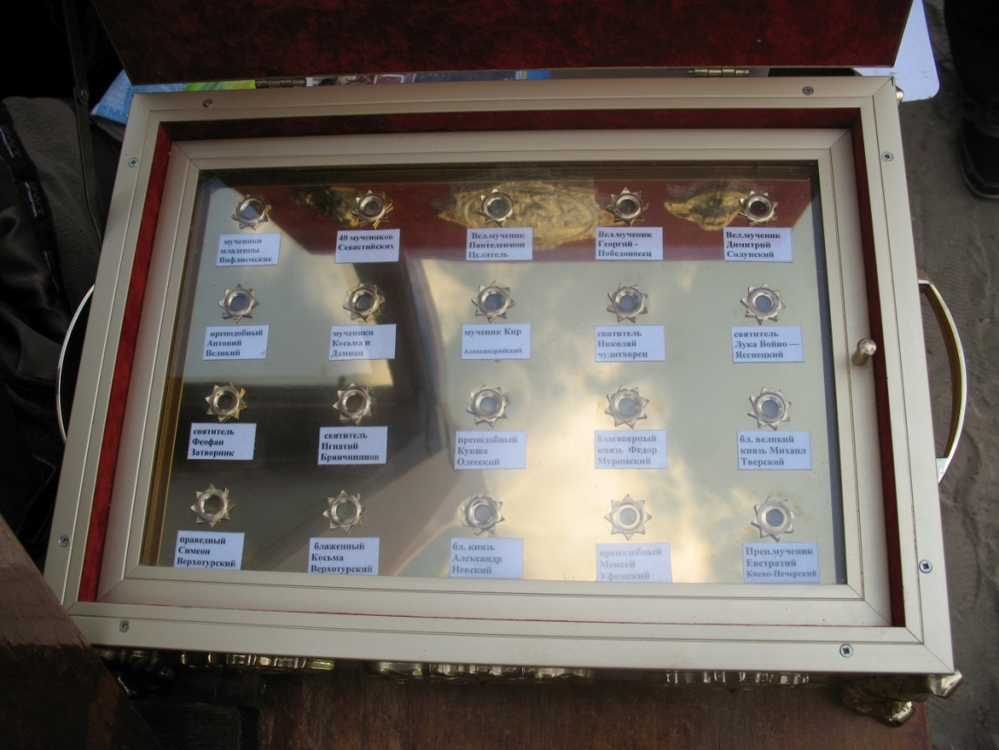 мученики
младенцы
Вифлиемские
40 мучеников
Севастийских
Вел.мученик
Пантелеимон
Целитель
Вел.мученик
Георгий -
Победоносец
Вел.мученик
Димитрий
Солунский
преподобный
Антоний
Великий
мученики
Косьма и
Дамиан
мученик Кир
Александрийский
святитель
Николай
чудотворец
святитель
Лука Войно —
Ясенецкий
святитель
Феофан
Затворник
святитель
Игнатий
Брянчининов
преподобный
Кукша
Одесский
благоверный
князь Федор
Муромский
бл. великий
князь Михаил
Тверской
праведный
Симеон
Верхотурский
блаженный
Косьма
Верхотурский
бл. князь
Александр
Невский
преподобный
Моисей
Уфимский
Преп.мученик
Евстратий
Киево-Печерский